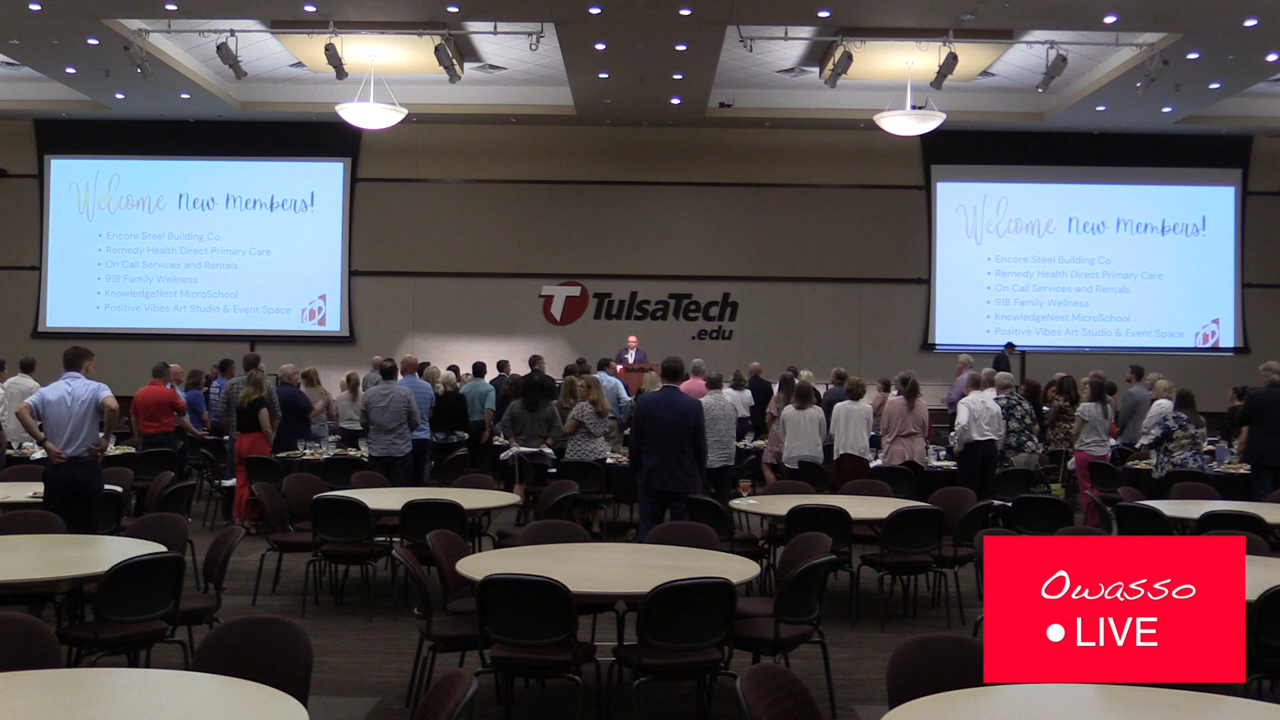 Welcome New Members!
• Encore Steel Building Co.
• Remedy Health Direct Primary Care
• On Call Services and Rentals
• 918 Family Wellness
• KnowledgeNest MicroSchool
• Positive Vibes Art Studio & Event Space
Welcome New Members!
• Encore Steel Building Co.
• Remedy Health Direct Primary Care
• On Call Services and Rentals
• 918 Family Wellness
• KnowledgeNest MicroSchool
• Positive Vibes Art Studio & Event Space
TulsaTech
.edu
Owasso
LIVE